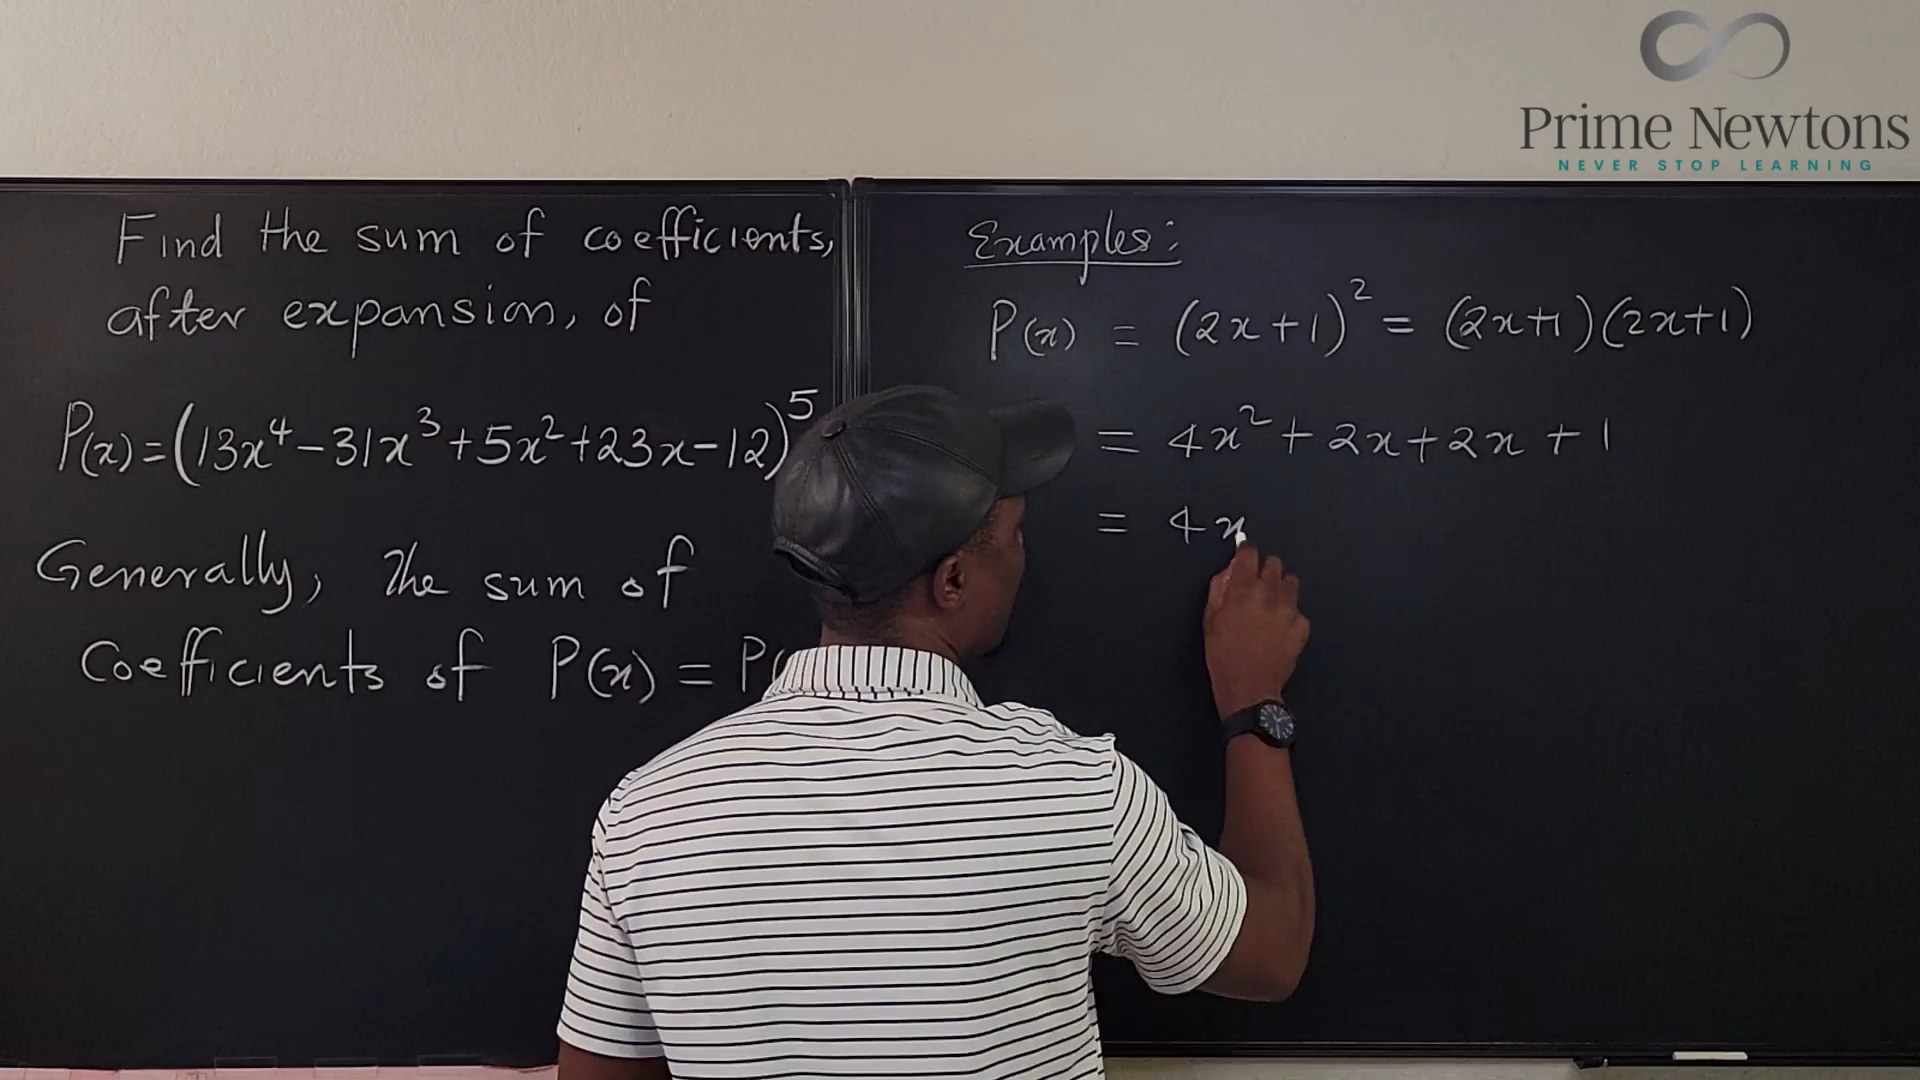 Prime Newtons
NEVER STOP LEARNING
Find the sum of coefficients,
after expansion, of
P(x)=(13x⁴-31x³+5x²+23x-12)⁵
Generally, the sum of
Coefficients of P(x) = P(
Examples:
P(x) = (2x+1)² = (2x+1)(2x+1)
= 4x²+2x+2x+1
= 4x